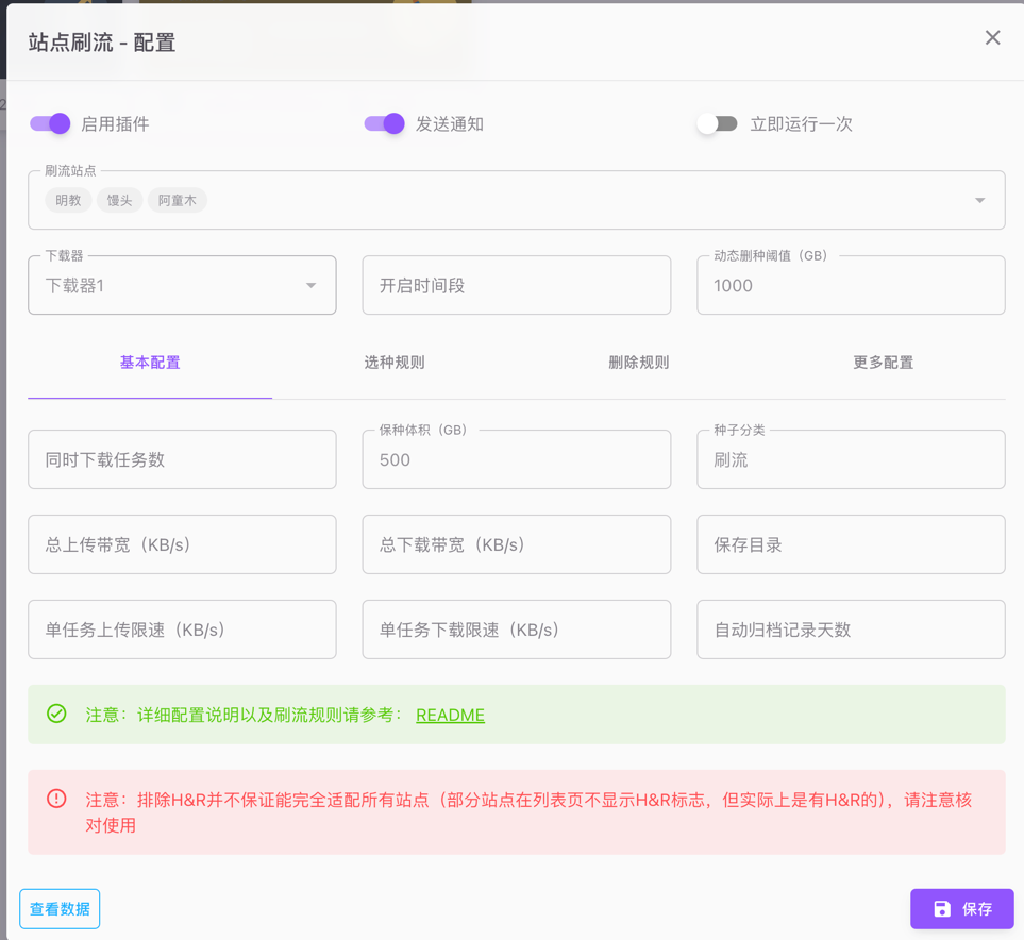 站点刷流 - 配置
启用插件
发送通知
立即运行一次
刷流站点
明教
馒头
阿童木
下载器
下载器1
开启时间段
动态删种阈值（GB）
1000
基本配置
选种规则
删除规则
更多配置
同时下载任务数
保种体积（GB）
500
种子分类
刷流
总上传带宽（KB/s）
总下载带宽（KB/s）
保存目录
单任务上传限速（KB/s）
单任务下载限速（KB/s）
自动归档记录天数
注意：详细配置说明以及刷流规则请参考： README
注意：排除H&R并不保证能完全适配所有站点（部分站点在列表页不显示H&R标志，但实际上是有H&R的），请注意核
对使用
查看数据
保存